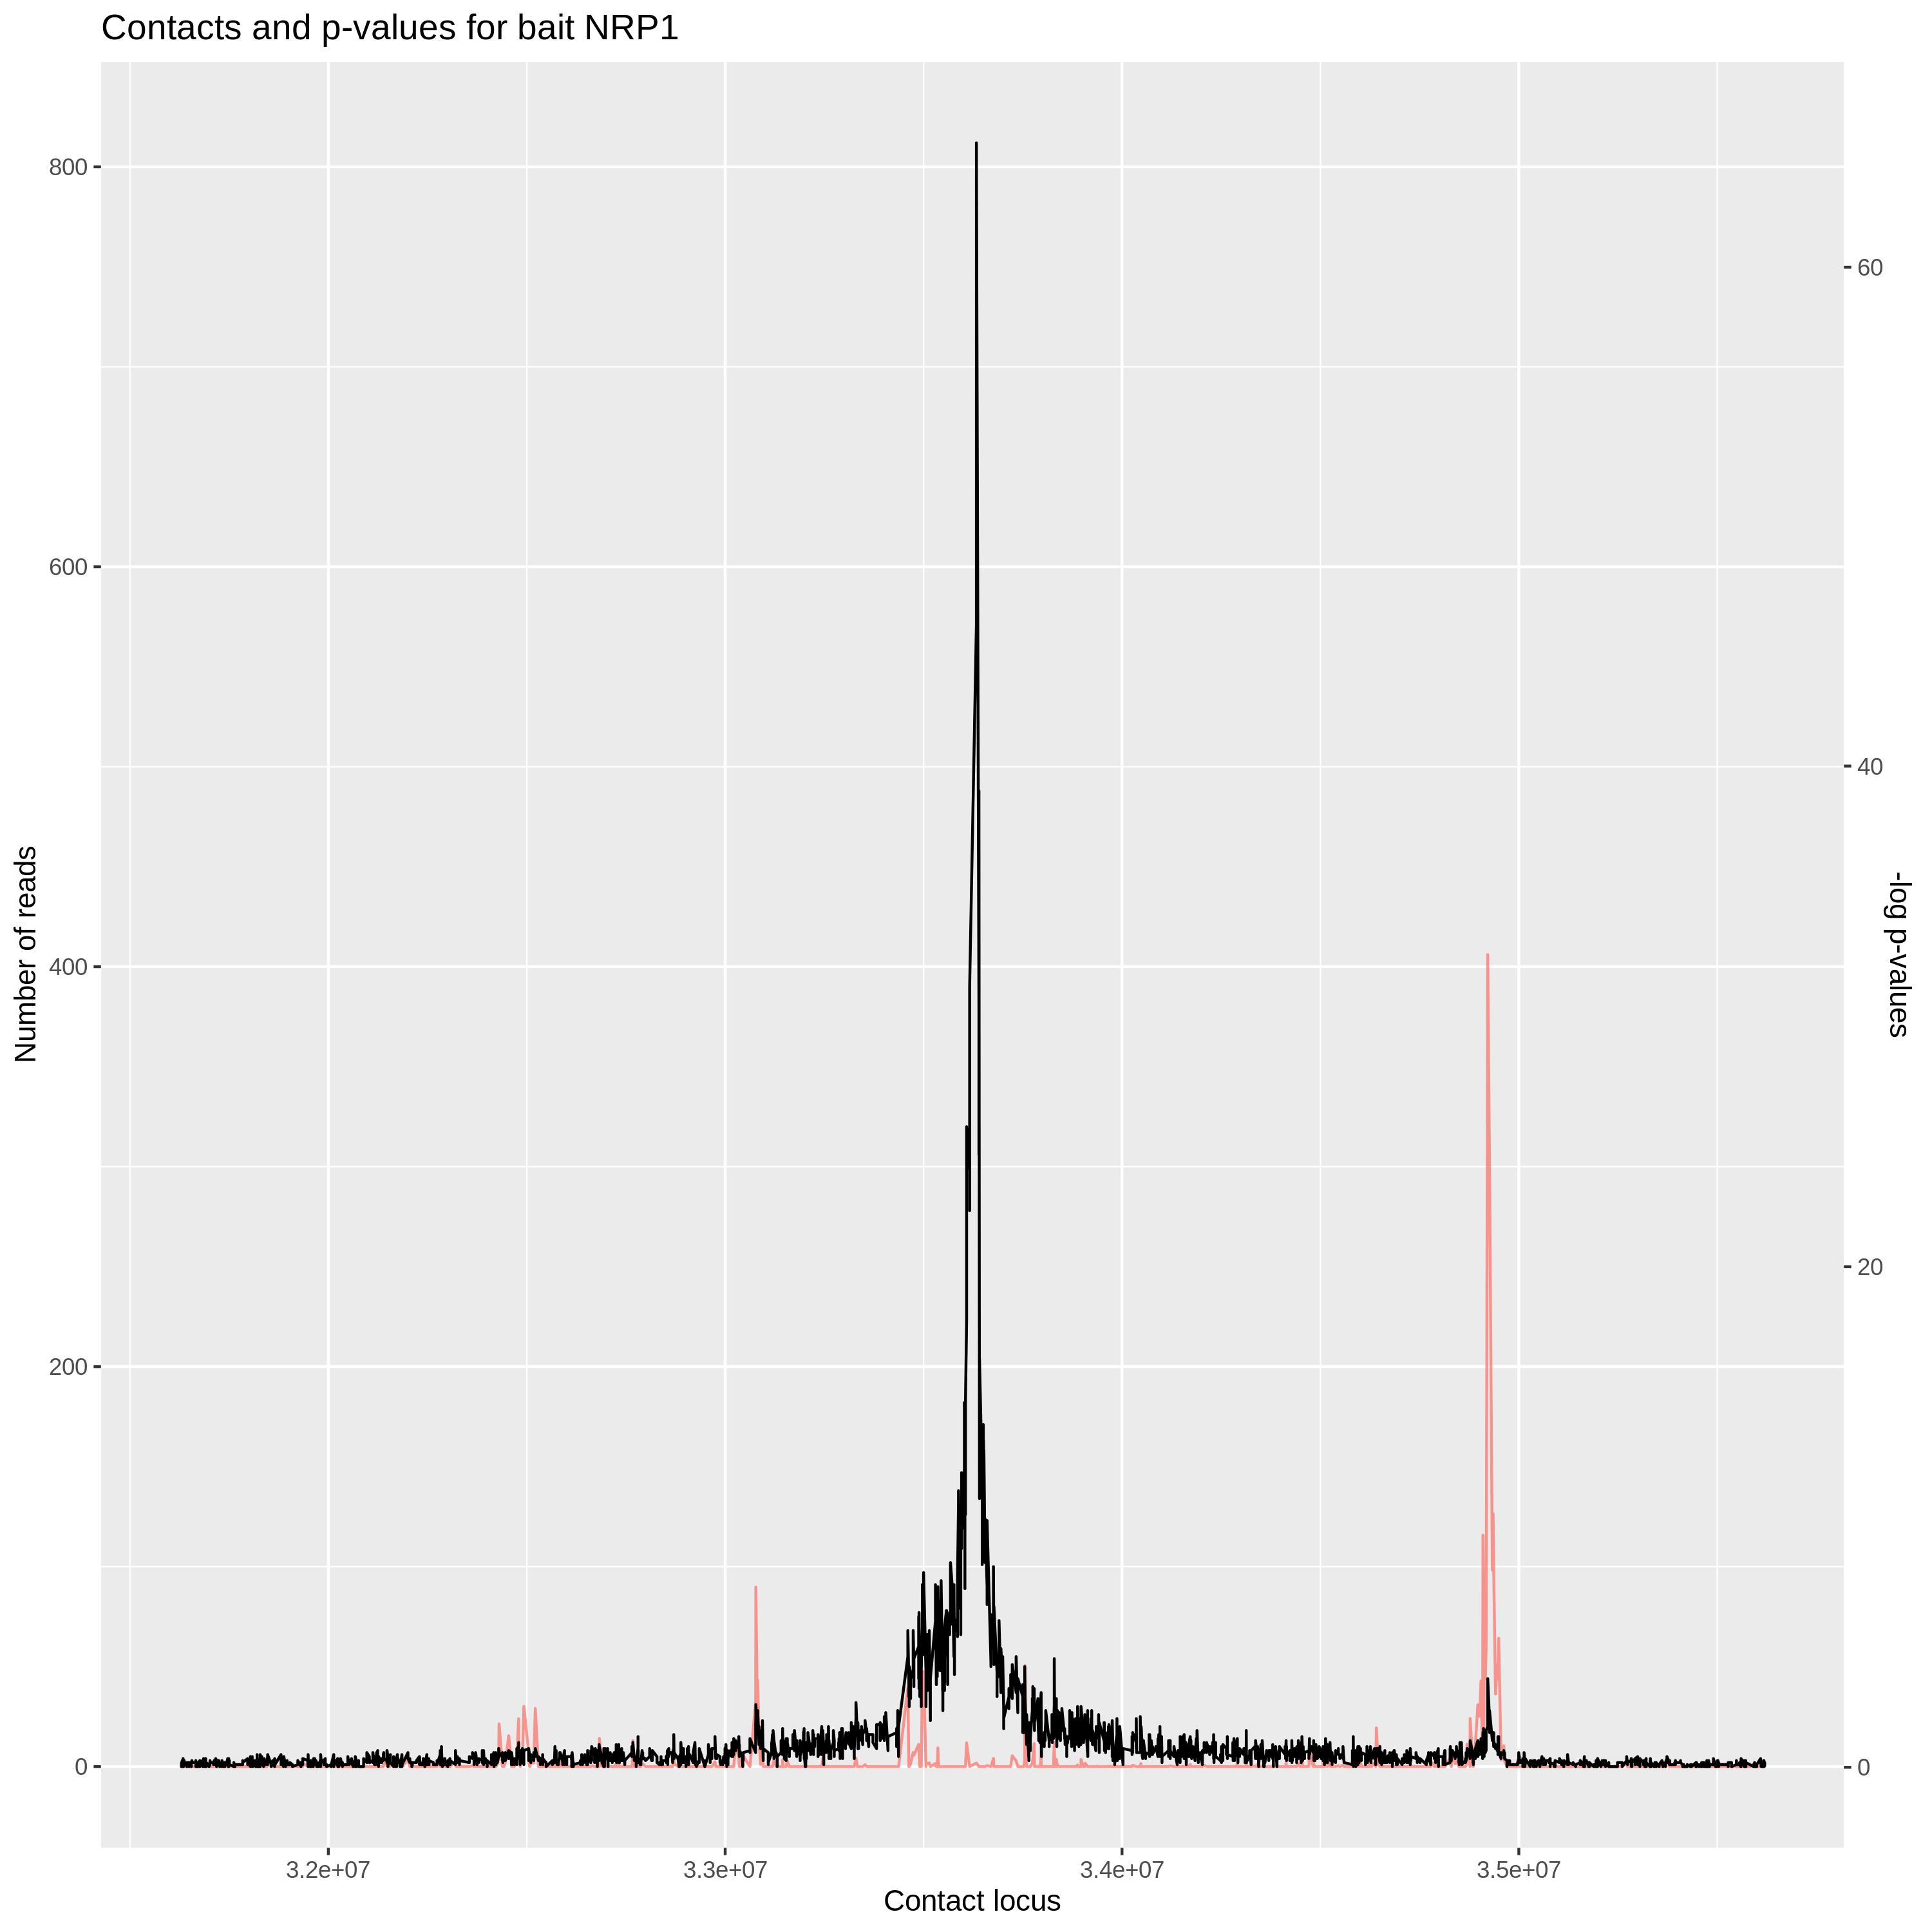 Contacts and p-values for bait NRP1
800
600
400
200
0
60
40
20
0
Number of reads
-log p-values
3.2e+07
3.3e+07
3.4e+07
3.5e+07
Contact locus